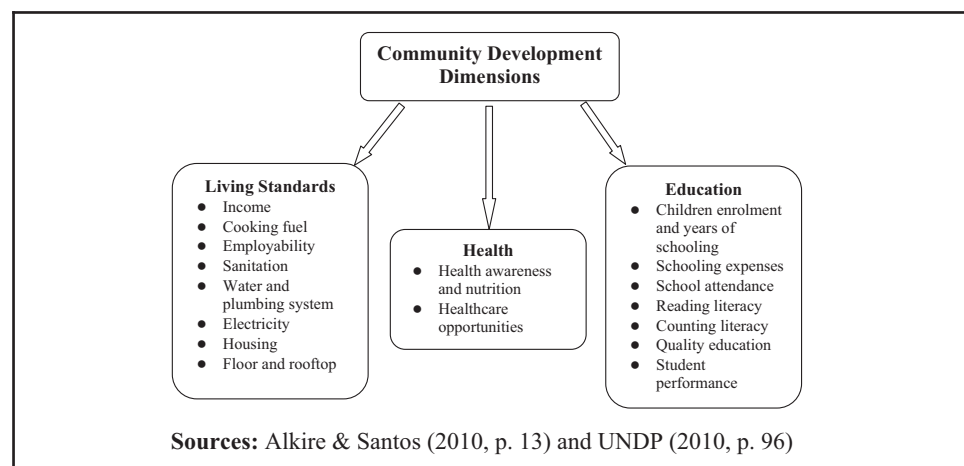 Community Development
Dimensions
Living Standards
● Income
● Cooking fuel
● Employability
● Sanitation
● Water and
plumbing system
● Electricity
● Housing
● Floor and rooftop
Health
● Health awareness
and nutrition
● Healthcare
opportunities
Education
● Children enrolment
and years of
schooling
● Schooling expenses
● School attendance
● Reading literacy
● Counting literacy
● Quality education
● Student
performance
Sources: Alkire & Santos (2010, p. 13) and UNDP (2010, p. 96)